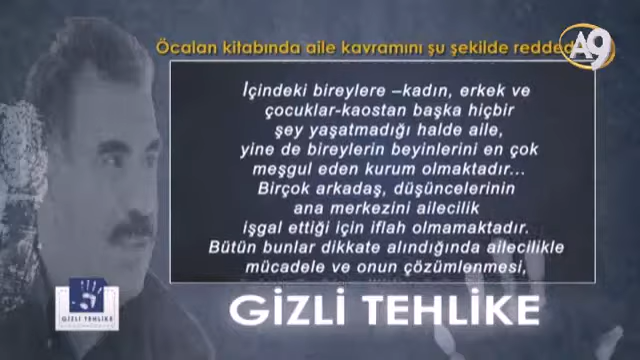 Öcalan kitabında aile kavramını şu şekilde redded
A9
İçindeki bireylere –kadın, erkek ve
çocuklar-kaostan başka hiçbir
şey yaşatmadığı halde aile,
yine de bireylerin beyinlerini en çok
meşgul eden kurum olmaktadır...
Birçok arkadaş, düşüncelerinin
ana merkezini ailecilik
işgal ettiği için iflah olmamaktadır.
Bütün bunlar dikkate alındığında ailecilikle
mücadele ve onun çözümlenmesi,
GİZLİ TEHLİKE
GİZLİ TEHLİKE